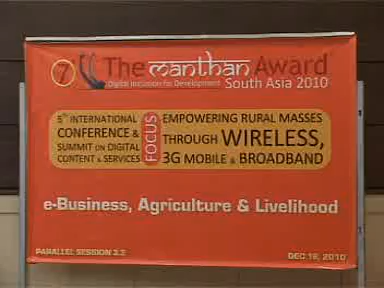 7 The manthan Award
Digital Inclusion for Development South Asia 2010
5th INTERNATIONAL
CONFERENCE &
SUMMIT ON DIGITAL
CONTENT & SERVICES
FOCUS
EMPOWERING RURAL MASSES
THROUGH WIRELESS,
3G MOBILE & BROADBAND
e-Business, Agriculture & Livelihood
PARALLEL SESSION 2.2
DEC 18, 2010